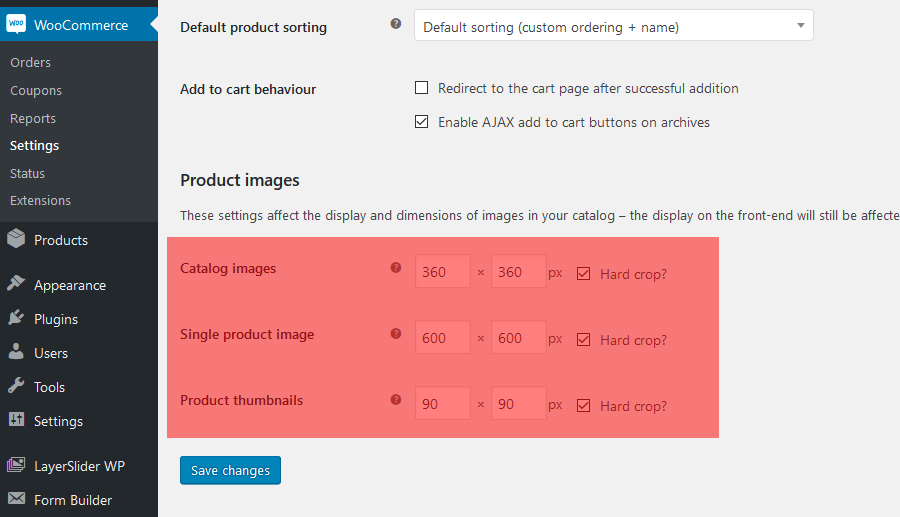 WOO
WooCommerce
Orders
Coupons
Reports
Settings
Status
Extensions
Products
Appearance
Plugins
Users
Tools
Settings
LayerSlider WP
Form Builder
Default product sorting ? Default sorting (custom ordering + name)
Add to cart behaviour Redirect to the cart page after successful addition
Enable AJAX add to cart buttons on archives
Product images
These settings affect the display and dimensions of images in your catalog – the display on the front-end will still be affecte
Catalog images ? 360 × 360 px Hard crop?
Single product image ? 600 × 600 px Hard crop?
Product thumbnails ? 90 × 90 px Hard crop?
Save changes